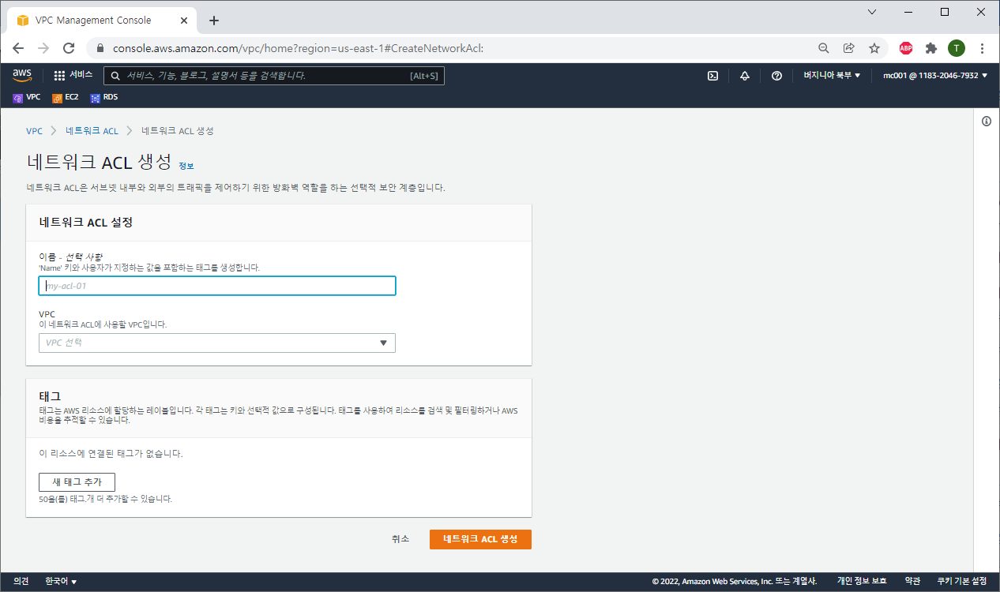 VPC Management Console
console.aws.amazon.com/vpc/home?region=us-east-1#CreateNetworkAcl:
ABP
T
aws
서비스
서비스, 기능, 블로그, 설명서 등을 검색합니다.
[Alt+S]
버지니아 북부
mc001 @ 1183-2046-7932
VPC
EC2
RDS
VPC
네트워크 ACL
네트워크 ACL 생성
네트워크 ACL 생성 정보
네트워크 ACL은 서브넷 내부와 외부의 트래픽을 제어하기 위한 방화벽 역할을 하는 선택적 보안 계층입니다.
네트워크 ACL 설정
이름 - 선택 사항
'Name' 키와 사용자가 지정하는 값을 포함하는 태그를 생성합니다.
my-acl-01
VPC
이 네트워크 ACL에 사용할 VPC입니다.
VPC 선택
태그
태그는 AWS 리소스에 할당하는 레이블입니다. 각 태그는 키와 선택적 값으로 구성됩니다. 태그를 사용하여 리소스를 검색 및 필터링하거나 AWS
비용을 추적할 수 있습니다.
이 리소스에 연결된 태그가 없습니다.
새 태그 추가
50을(를) 태그.개 더 추가할 수 있습니다.
취소
네트워크 ACL 생성
의견
한국어
© 2022, Amazon Web Services, Inc. 또는 계열사.
개인 정보 보호
약관
쿠키 기본 설정